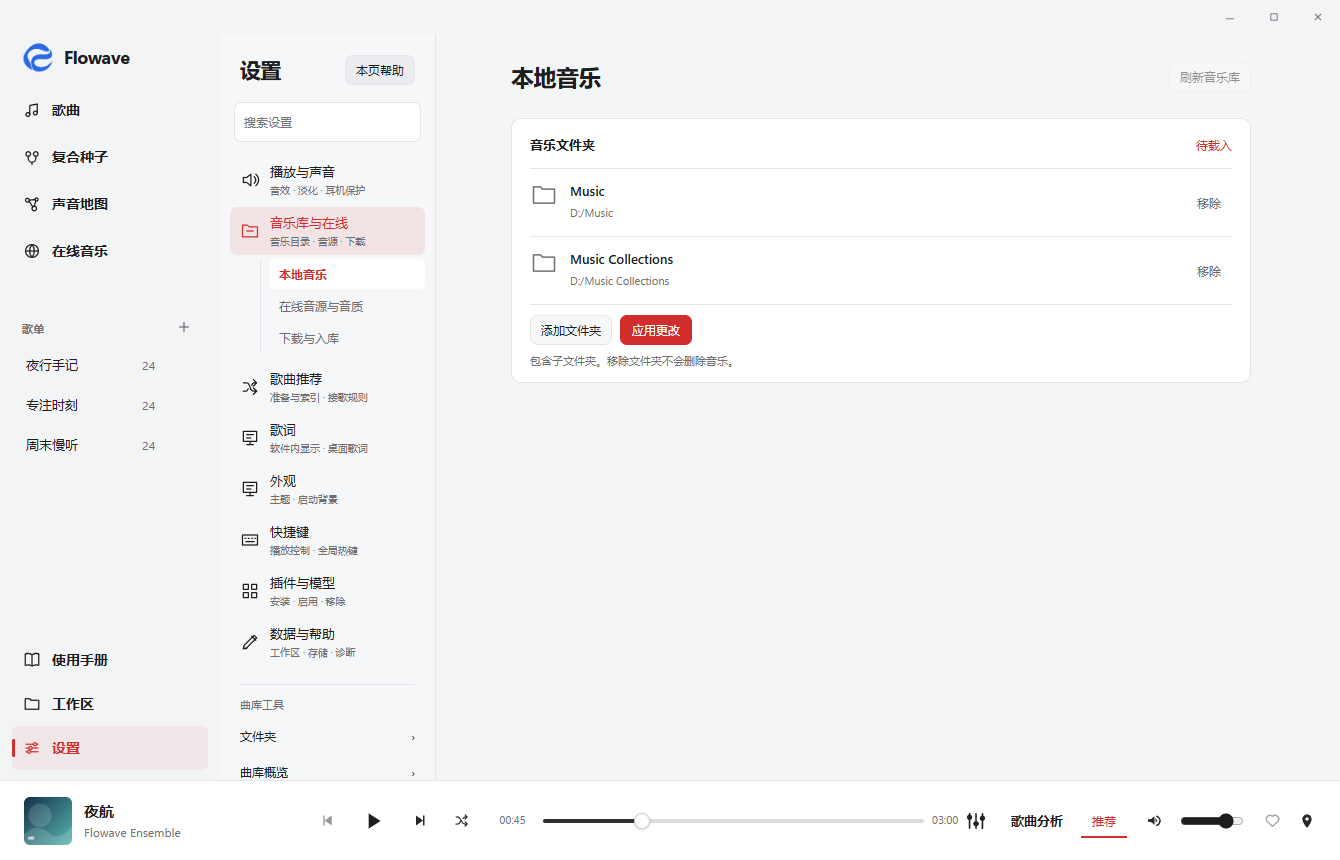 Flowave
歌曲
复合种子
声音地图
在线音乐
歌单
夜行手记 24
专注时刻 24
周末慢听 24
使用手册
工作区
设置
设置 本页帮助
搜索设置
播放与声音
音效 · 淡化 · 耳机保护
音乐库与在线
音乐目录 · 音源 · 下载
本地音乐
在线音源与音质
下载与入库
歌曲推荐
准备与索引 · 接歌规则
歌词
软件内显示 · 桌面歌词
外观
主题 · 启动背景
快捷键
播放控制 · 全局热键
插件与模型
安装 · 启用 · 移除
数据与帮助
工作区 · 存储 · 诊断
曲库工具
文件夹
曲库概览
本地音乐 刷新音乐库
音乐文件夹 待载入
Music
D:/Music
移除
Music Collections
D:/Music Collections
移除
添加文件夹 应用更改
包含子文件夹。移除文件夹不会删除音乐。
夜航
Flowave Ensemble
00:45 03:00 歌曲分析 推荐